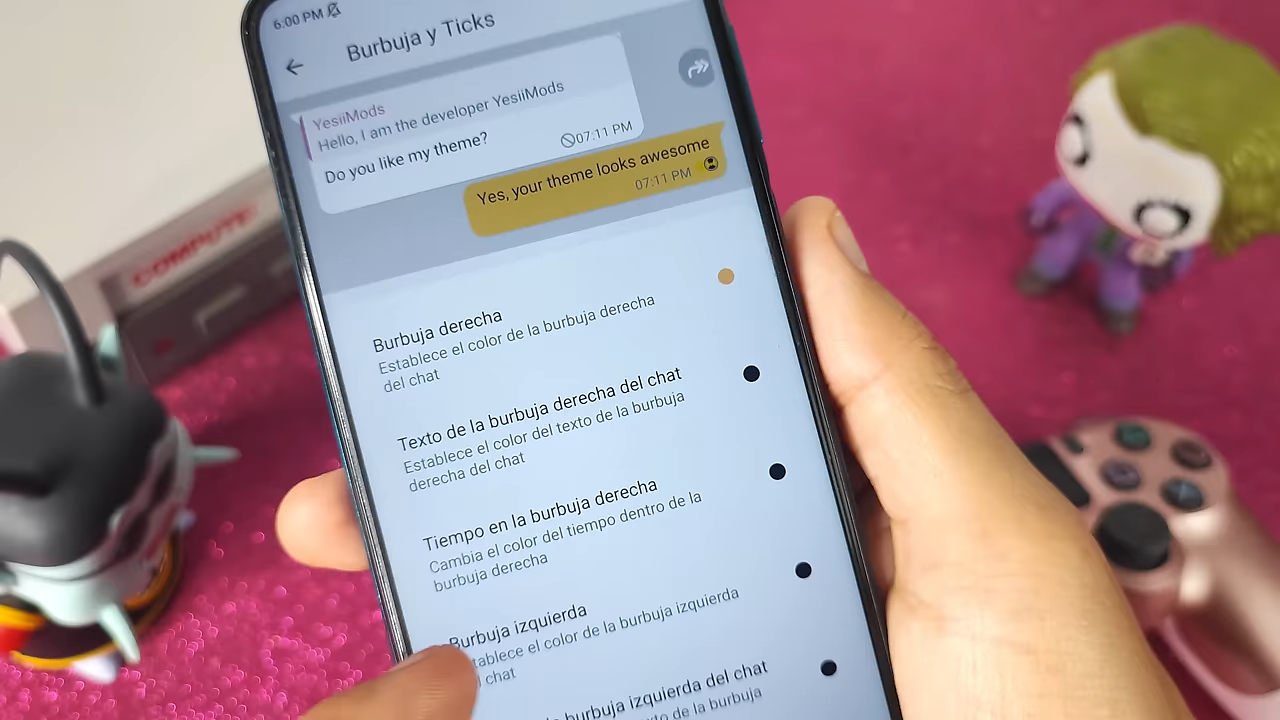 6:00 PM
Burbuja y Ticks
YesiiMods
Hello, I am the developer YesiiMods
Do you like my theme?
07:11 PM
Yes, your theme looks awesome
07:11 PM
COMPUTE
Burbuja derecha
Establece el color de la burbuja derecha
del chat
Texto de la burbuja derecha del chat
Establece el color del texto de la burbuja
derecha del chat
Tiempo en la burbuja derecha
Cambia el color del tiempo dentro de la
burbuja derecha
Burbuja izquierda
tablece el color de la burbuja izquierda
chat
burbuja izquierda del chat
xto de la burbuja